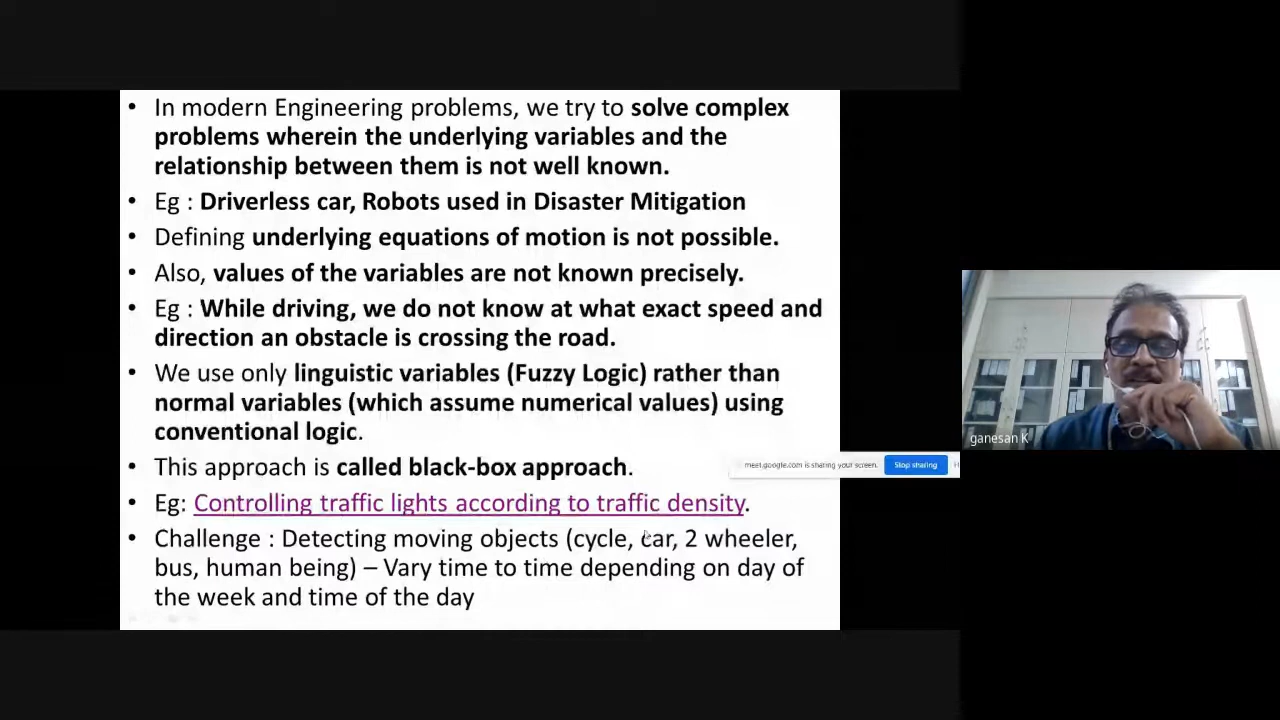 • In modern Engineering problems, we try to solve complex
problems wherein the underlying variables and the
relationship between them is not well known.
• Eg : Driverless car, Robots used in Disaster Mitigation
• Defining underlying equations of motion is not possible.
• Also, values of the variables are not known precisely.
• Eg : While driving, we do not know at what exact speed and
direction an obstacle is crossing the road.
• We use only linguistic variables (Fuzzy Logic) rather than
normal variables (which assume numerical values) using
conventional logic.
• This approach is called black-box approach.
meet.google.com is sharing your screen. Stop sharing H
• Eg: Controlling traffic lights according to traffic density.
• Challenge : Detecting moving objects (cycle, car, 2 wheeler,
bus, human being) – Vary time to time depending on day of
the week and time of the day
ganesan K